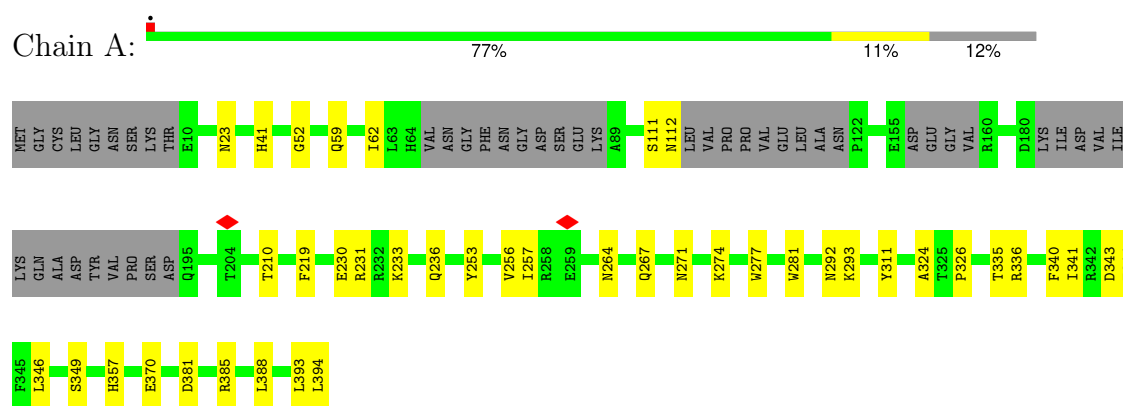 Chain A:
77% 11% 12%
MET GLY CYS LEU GLY ASN SER LYS THR E10 N23 H41 G52 Q59 I62 L63 H64 VAL ASN GLY PHE ASN GLY ASP SER GLU LYS A89 S111 N112 LEU VAL PRO PRO VAL GLU LEU ALA ASN P122 E155 ASP GLU GLY VAL R160 D180 LYS ILE ASP VAL ILE
LYS GLN ALA ASP TYR VAL PRO SER ASP Q195 T204 T210 F219 E230 R231 R232 K233 Q236 Y253 V256 I257 R258 E259 N264 Q267 N271 K274 W277 W281 N292 K293 Y311 A324 T325 P326 T335 R336 F340 I341 R342 D343
F345 L346 S349 H357 E370 D381 R385 L388 L393 L394